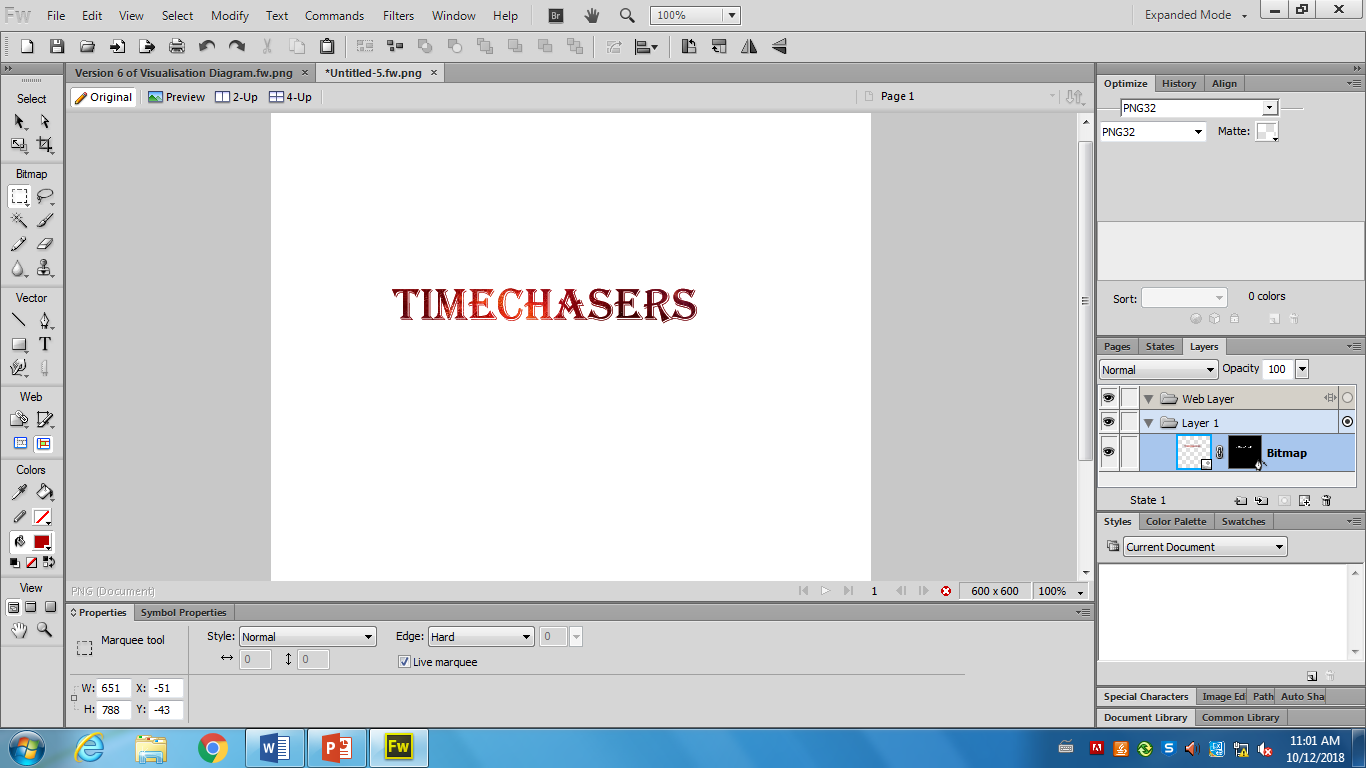 Fw File Edit View Select Modify Text Commands Filters Window Help Br 100% Expanded Mode
Version 6 of Visualisation Diagram.fw.png × *Untitled-5.fw.png ×
Original Preview 2-Up 4-Up Page 1
Select
Bitmap
Vector
T
Web
Colors
View
TIMECHASERS
PNG (Document) 1 600 x 600 100%
Properties Symbol Properties
Marquee tool
Style: Normal Edge: Hard 0
0 0 Live marquee
W: 651 X: -51
H: 788 Y: -43
Optimize History Align
PNG32
PNG32 Matte:
Sort: 0 colors
Pages States Layers
Normal Opacity 100
Web Layer
Layer 1
Bitmap
State 1
Styles Color Palette Swatches
Current Document
Special Characters Image Ed Path Auto Sha
Document Library Common Library
W P Fw
S
11:01 AM
10/12/2018